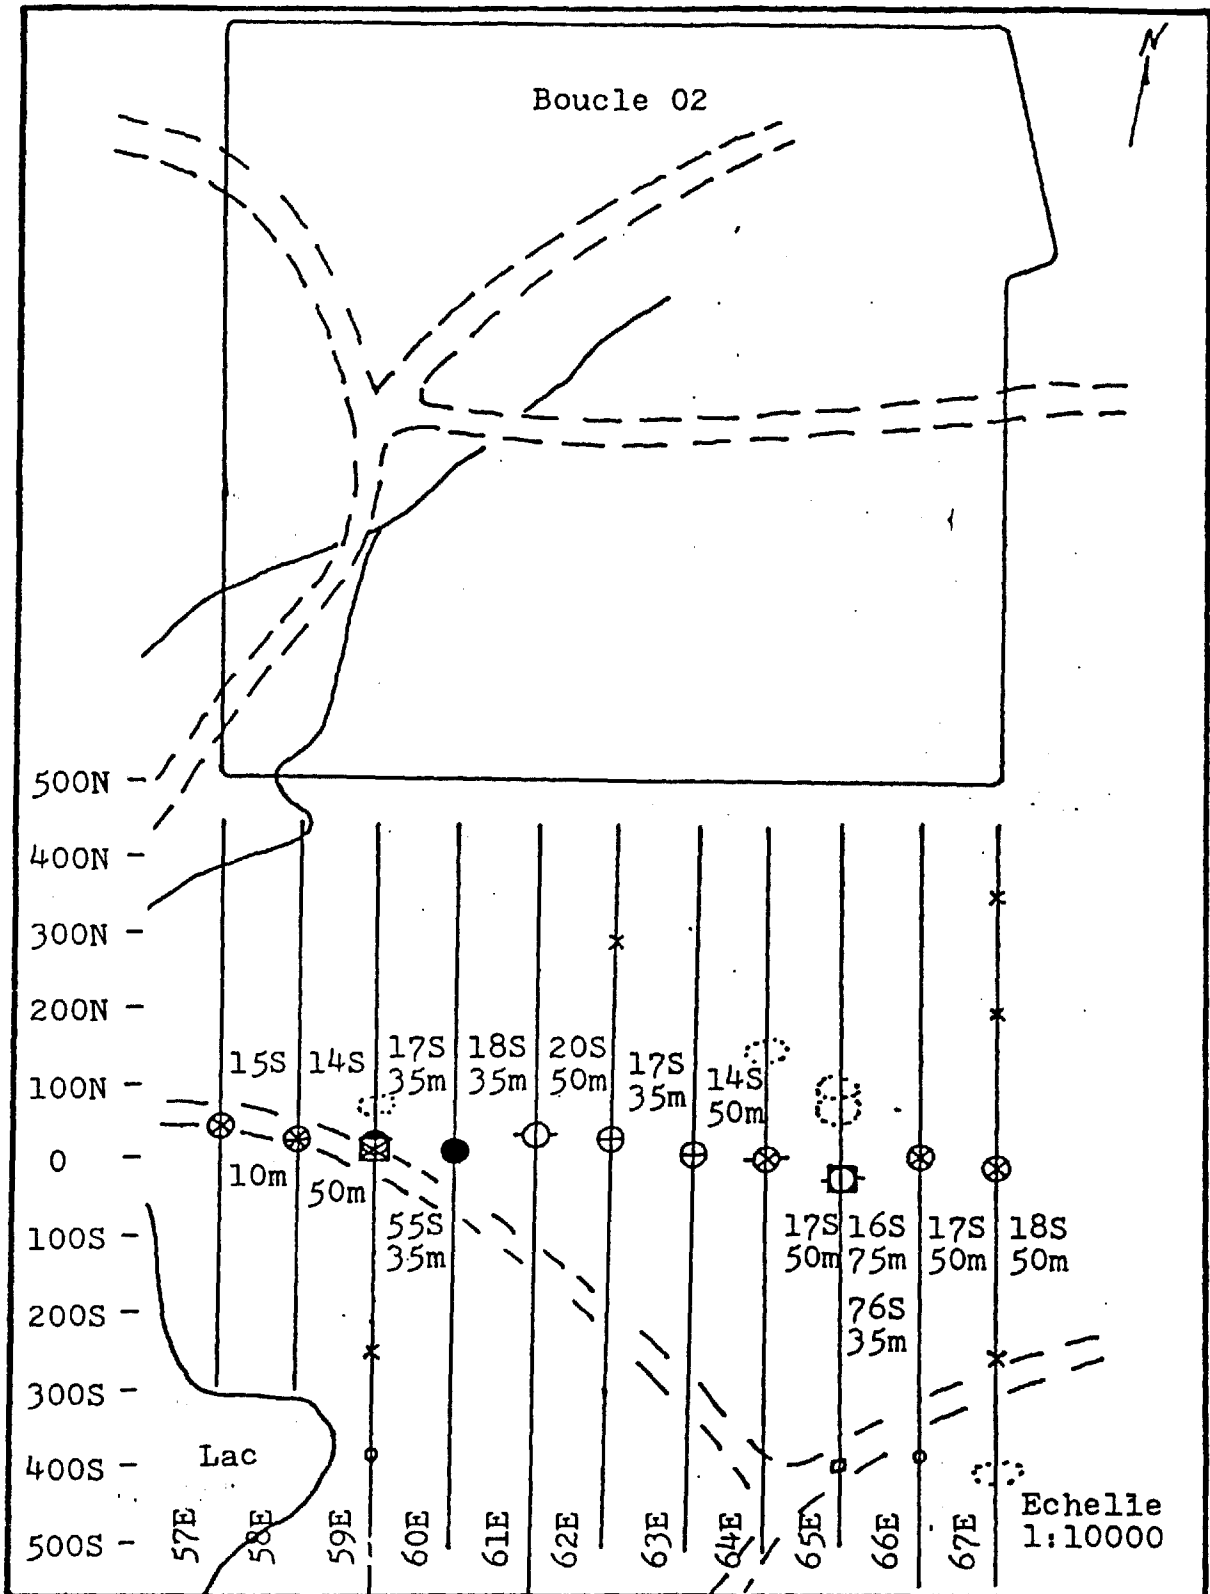 N
Boucle 02
500N
400N
300N
200N
100N
0
100S
200S
300S
400S
500S
15S
10m
14S
50m
17S
35m
55S
35m
18S
35m
20S
50m
17S
35m
14S
50m
17S
50m
16S
75m
76S
35m
17S
50m
18S
50m
Lac
57E
58E
59E
60E
61E
62E
63E
64E
65E
66E
67E
Echelle
1:10000